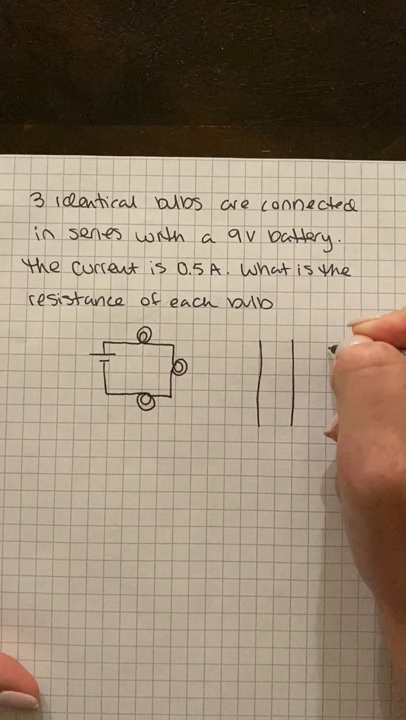 3 identical bulbs are connected
in series with a 9V battery.
the current is 0.5 A. What is the
resistance of each bulb